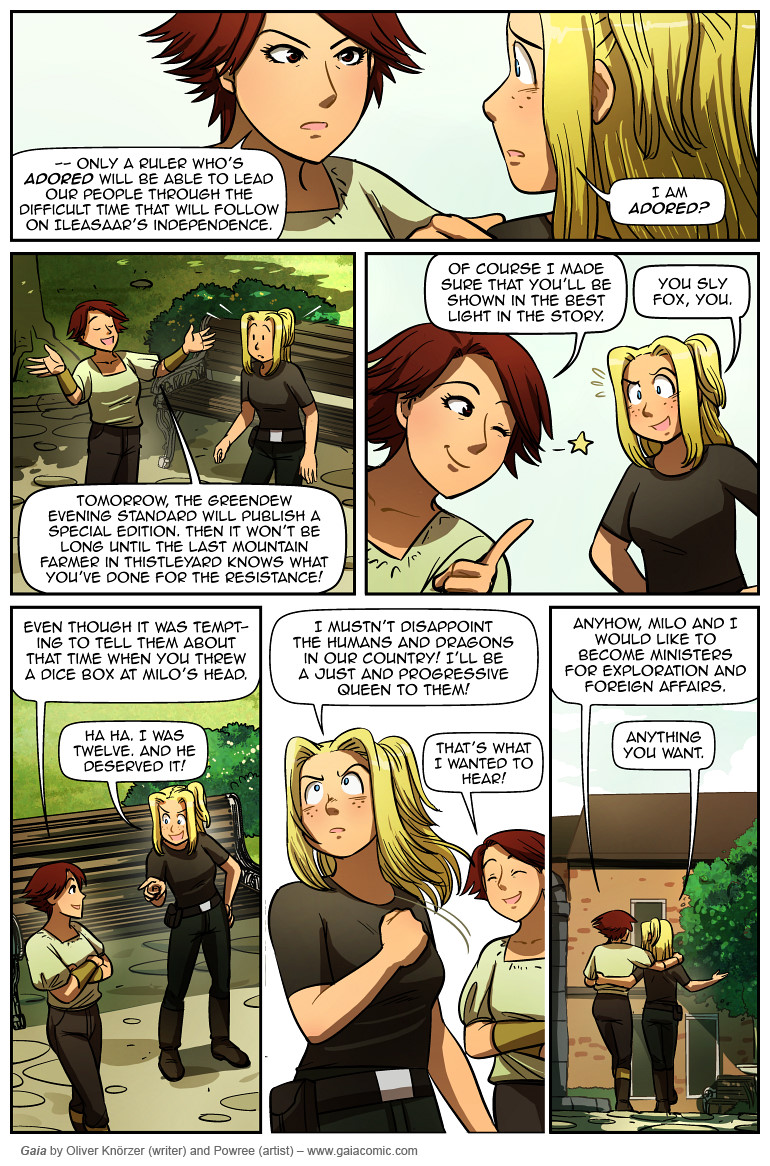 -- ONLY A RULER WHO'S
ADORED WILL BE ABLE TO LEAD
OUR PEOPLE THROUGH THE
DIFFICULT TIME THAT WILL FOLLOW
ON ILEASAAR'S INDEPENDENCE.
I AM
ADORED?
TOMORROW, THE GREENDEW
EVENING STANDARD WILL PUBLISH A
SPECIAL EDITION. THEN IT WON'T BE
LONG UNTIL THE LAST MOUNTAIN
FARMER IN THISTLEYARD KNOWS WHAT
YOU'VE DONE FOR THE RESISTANCE!
OF COURSE I MADE
SURE THAT YOU'LL BE
SHOWN IN THE BEST
LIGHT IN THE STORY.
YOU SLY
FOX, YOU.
EVEN THOUGH IT WAS TEMPT-
ING TO TELL THEM ABOUT
THAT TIME WHEN YOU THREW
A DICE BOX AT MILO'S HEAD.
HA HA. I WAS
TWELVE. AND HE
DESERVED IT!
I MUSTN'T DISAPPOINT
THE HUMANS AND DRAGONS
IN OUR COUNTRY! I'LL BE
A JUST AND PROGRESSIVE
QUEEN TO THEM!
THAT'S WHAT
I WANTED TO
HEAR!
ANYHOW, MILO AND I
WOULD LIKE TO
BECOME MINISTERS
FOR EXPLORATION AND
FOREIGN AFFAIRS.
ANYTHING
YOU WANT.
Gaia by Oliver Knörzer (writer) and Powree (artist) – www.gaiacomic.com